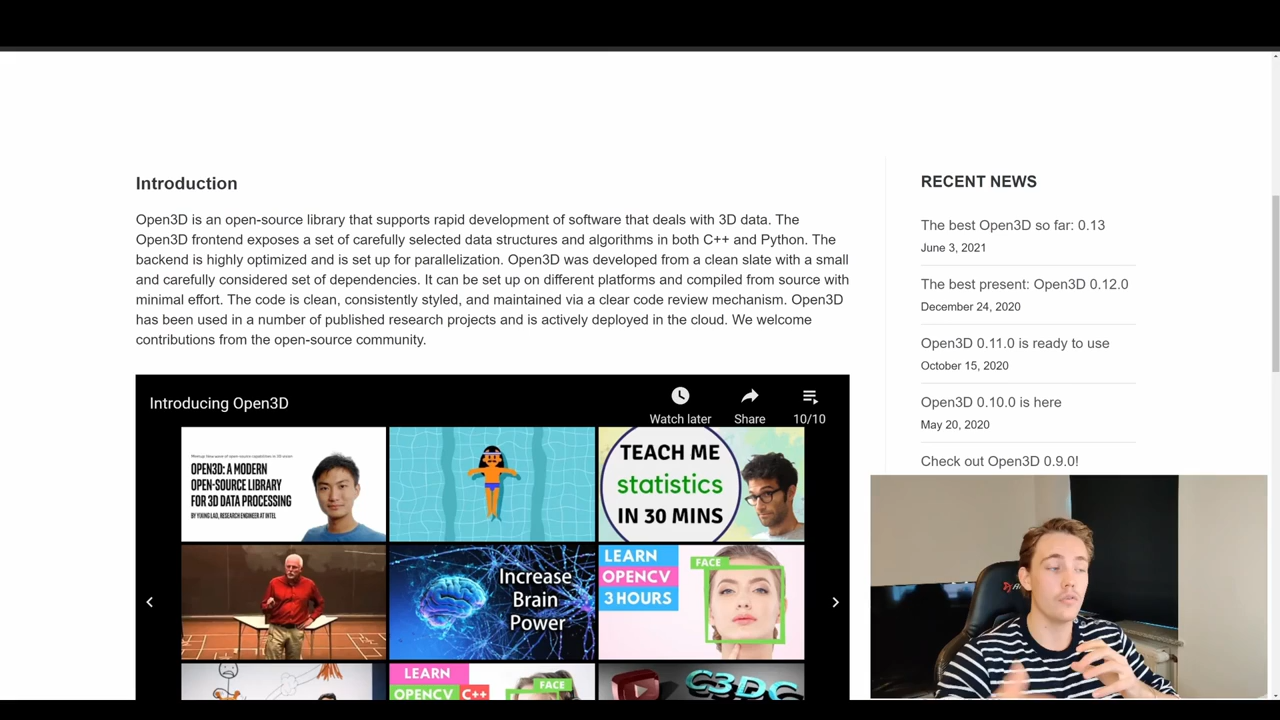 Introduction
Open3D is an open-source library that supports rapid development of software that deals with 3D data. The
Open3D frontend exposes a set of carefully selected data structures and algorithms in both C++ and Python. The
backend is highly optimized and is set up for parallelization. Open3D was developed from a clean slate with a small
and carefully considered set of dependencies. It can be set up on different platforms and compiled from source with
minimal effort. The code is clean, consistently styled, and maintained via a clear code review mechanism. Open3D
has been used in a number of published research projects and is actively deployed in the cloud. We welcome
contributions from the open-source community.
Introducing Open3D
Watch later
Share
10/10
OPEN3D: A MODERN
OPEN-SOURCE LIBRARY
FOR 3D DATA PROCESSING
BY YIXING LAO, RESEARCH ENGINEER AT INTEL
TEACH ME
statistics
IN 30 MINS
Increase
Brain
Power
LEARN
OPENCV
3 HOURS
FACE
LEARN
OPENCV C++
FACE
C3DC
RECENT NEWS
The best Open3D so far: 0.13
June 3, 2021
The best present: Open3D 0.12.0
December 24, 2020
Open3D 0.11.0 is ready to use
October 15, 2020
Open3D 0.10.0 is here
May 20, 2020
Check out Open3D 0.9.0!